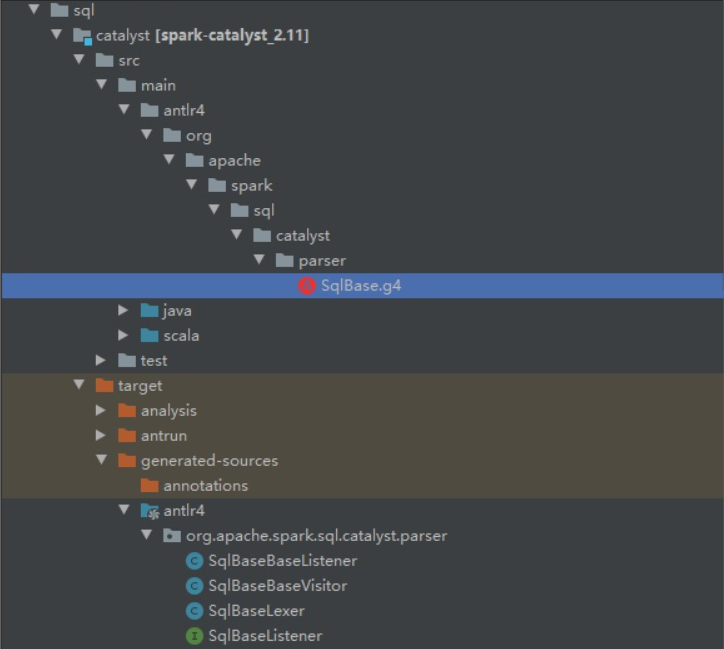 sql
catalyst [spark-catalyst_2.11]
src
main
antlr4
org
apache
spark
sql
catalyst
parser
SqlBase.g4
java
scala
test
target
analysis
antrun
generated-sources
annotations
antlr4
org.apache.spark.sql.catalyst.parser
C SqlBaseBaseListener
C SqlBaseBaseVisitor
C SqlBaseLexer
I SqlBaseListener